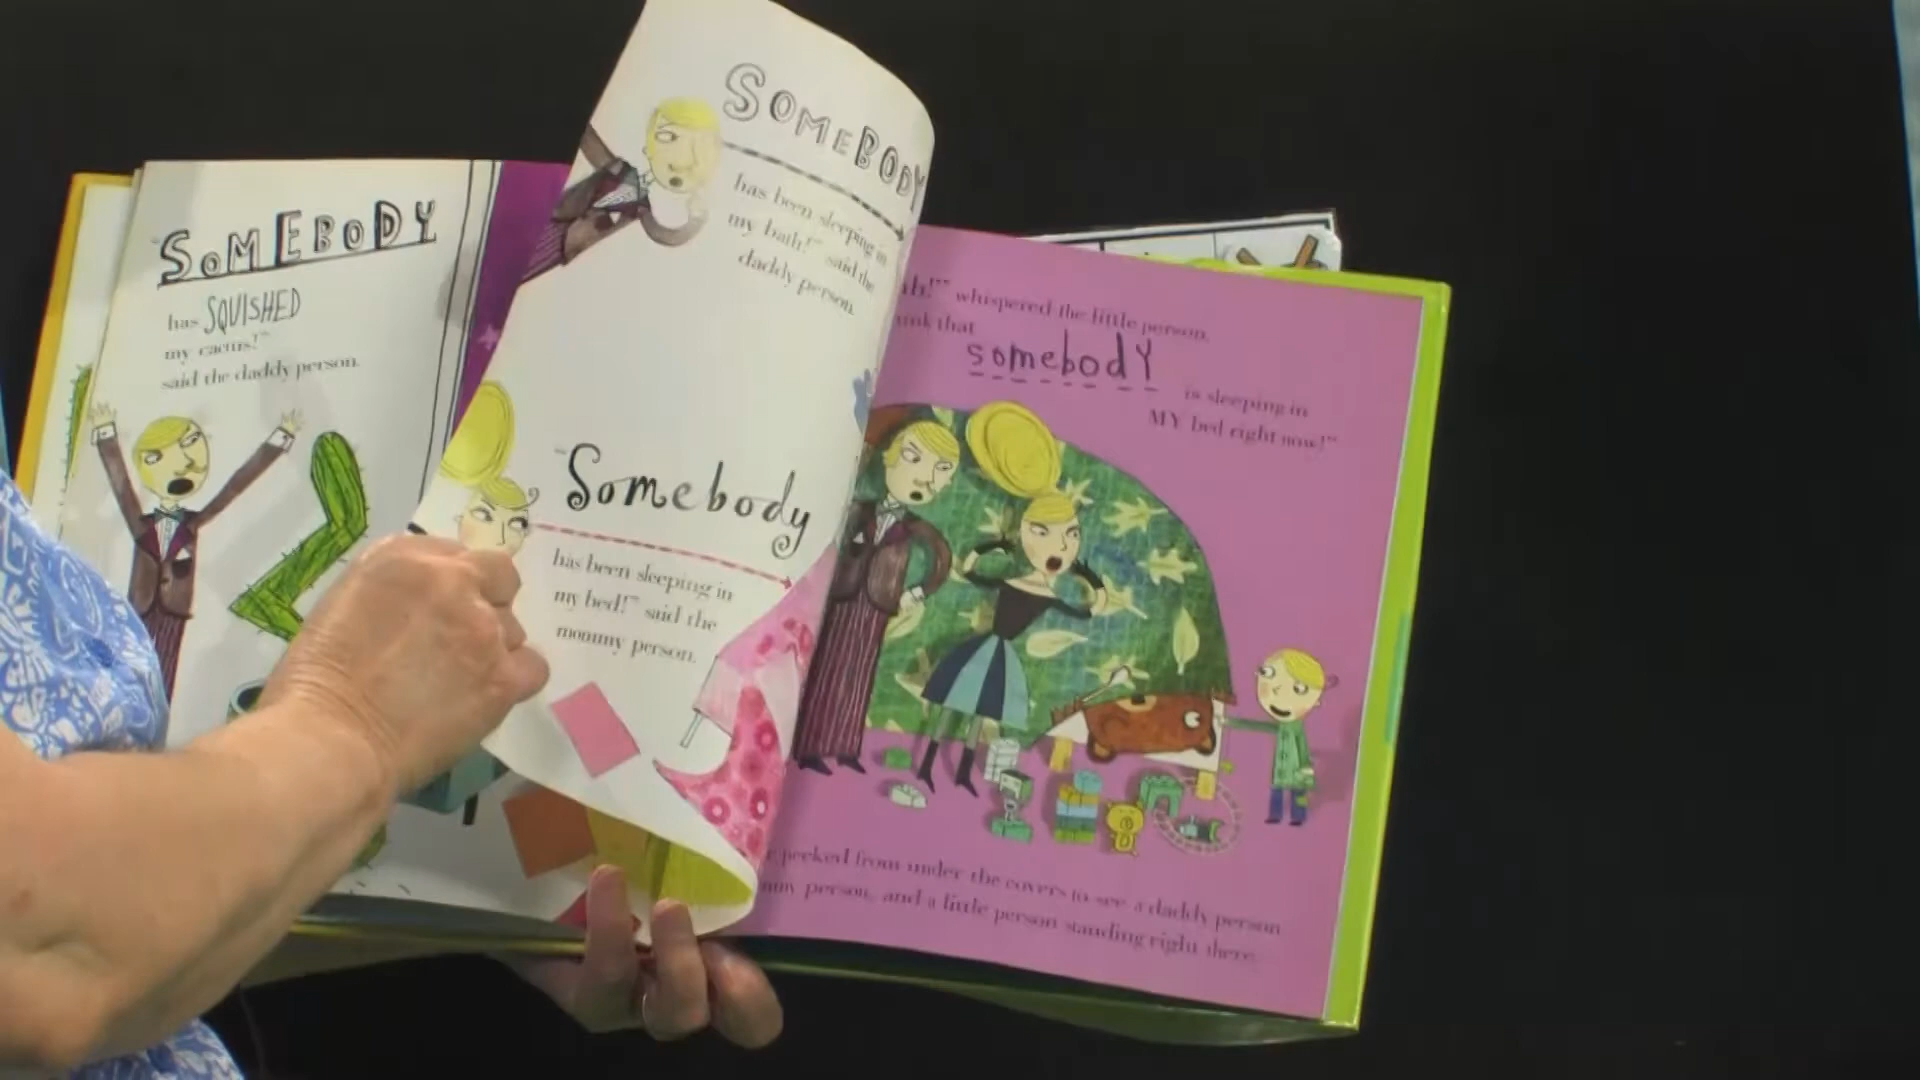 "SOMEBODY
has SQUISHED
my cactus!"
said the daddy person.
SOMEBODY
has been sleeping in
my bath!" said the
daddy person.
"Somebody
has been sleeping in
my bed!" said the
mommy person.
whispered the little person.
that
somebody
is sleeping in
MY bed right now!"
peeked from under the covers to see a daddy person
person, and a little person standing right there.